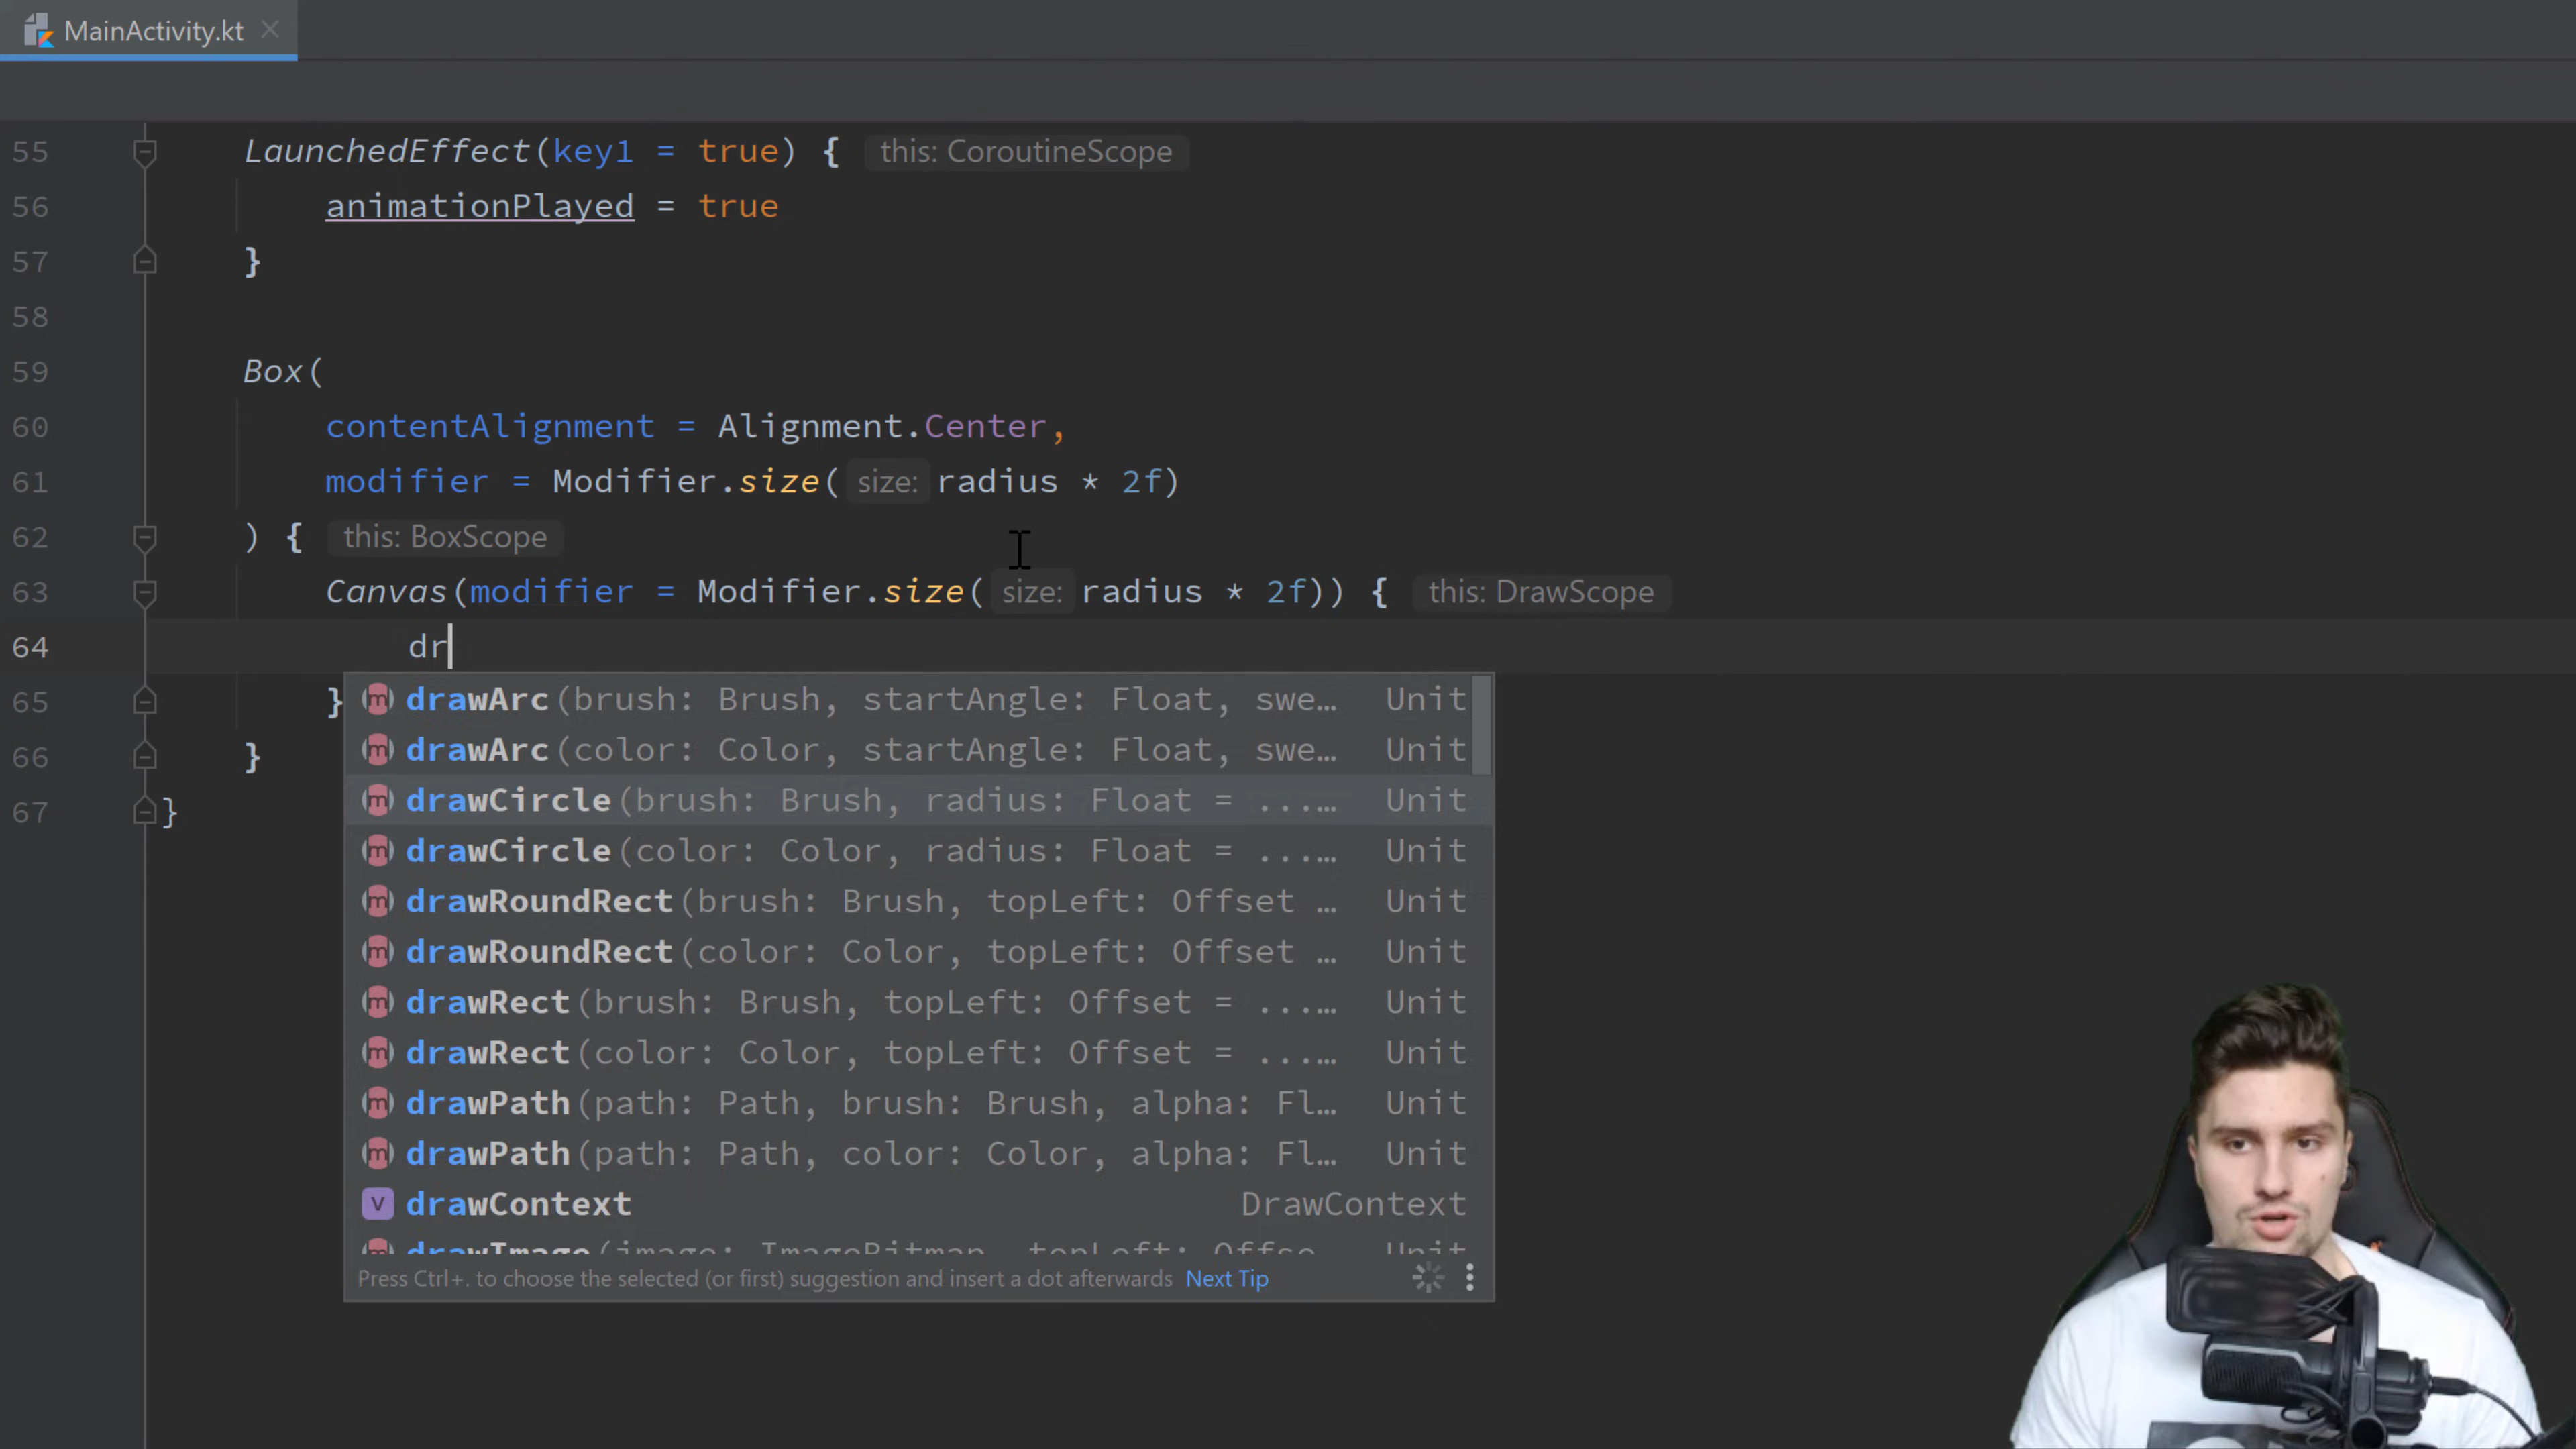 MainActivity.kt
55 LaunchedEffect(key1 = true) { this: CoroutineScope
56 animationPlayed = true
57 }
58
59 Box(
60 contentAlignment = Alignment.Center,
61 modifier = Modifier.size( size: radius * 2f)
62 ) { this: BoxScope
63 Canvas(modifier = Modifier.size( size: radius * 2f)) { this: DrawScope
64 dr
65 }
66 }
67 }
m drawArc(brush: Brush, startAngle: Float, swe… Unit
m drawArc(color: Color, startAngle: Float, swe… Unit
m drawCircle(brush: Brush, radius: Float = ...… Unit
m drawCircle(color: Color, radius: Float = ...… Unit
m drawRoundRect(brush: Brush, topLeft: Offset … Unit
m drawRoundRect(color: Color, topLeft: Offset … Unit
m drawRect(brush: Brush, topLeft: Offset = ...… Unit
m drawRect(color: Color, topLeft: Offset = ...… Unit
m drawPath(path: Path, brush: Brush, alpha: Fl… Unit
m drawPath(path: Path, color: Color, alpha: Fl… Unit
v drawContext DrawContext
m drawImage(image: ImageBitmap, topLeft: Offse… Unit
Press Ctrl+. to choose the selected (or first) suggestion and insert a dot afterwards Next Tip